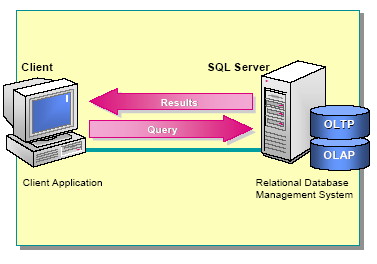 Client
SQL Server
Results
Query
OLTP
OLAP
Client Application
Relational Database
Management System